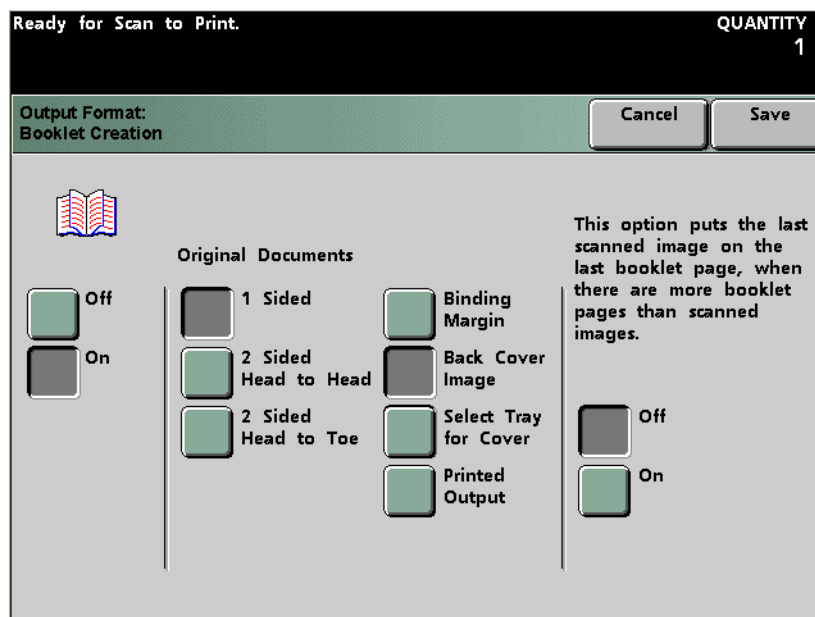 Ready for Scan to Print.
QUANTITY
1
Output Format:
Booklet Creation
Cancel
Save
Off
On
Original Documents
1 Sided
2 Sided
Head to Head
2 Sided
Head to Toe
Binding
Margin
Back Cover
Image
Select Tray
for Cover
Printed
Output
This option puts the last
scanned image on the
last booklet page, when
there are more booklet
pages than scanned
images.
Off
On